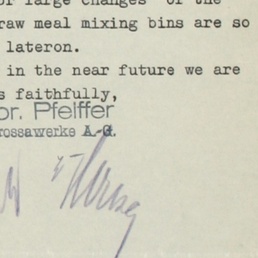 or large changes of the
raw meal mixing bins are so
lateron.
in the near future we are
s faithfully,
Dr. Pfeiffer
rossawerke A.-G.